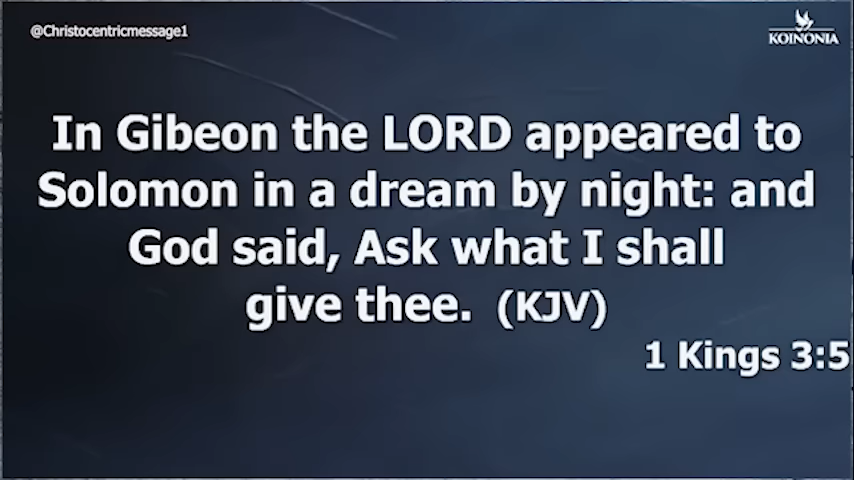 @Christocentricmessage1
KOINONIA
In Gibeon the LORD appeared to
Solomon in a dream by night: and
God said, Ask what I shall
give thee. (KJV)
1 Kings 3:5